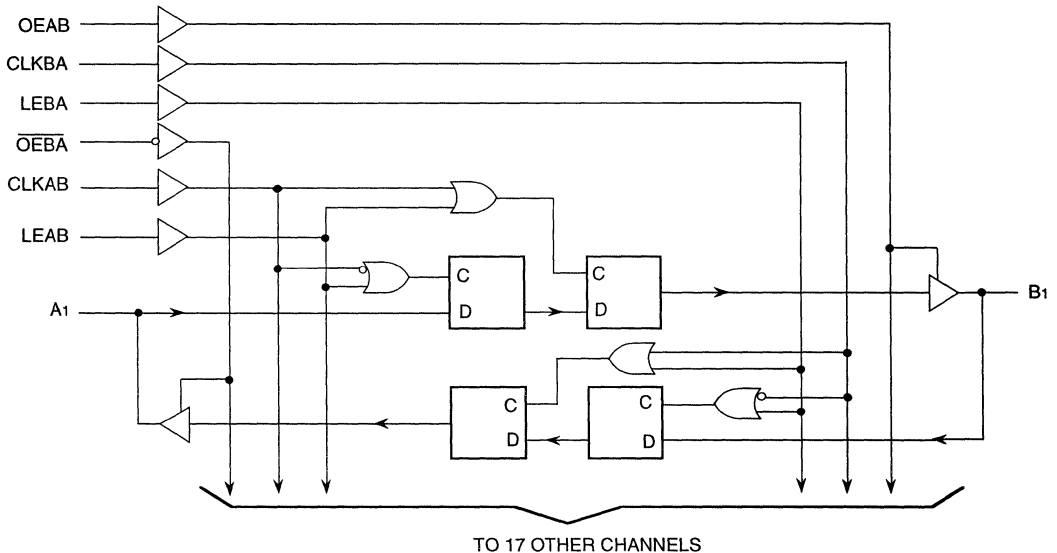 OEAB
CLKBA
LEBA
OEBA
CLKAB
LEAB
C
C
A1
D
D
B1
C
C
D
D
TO 17 OTHER CHANNELS